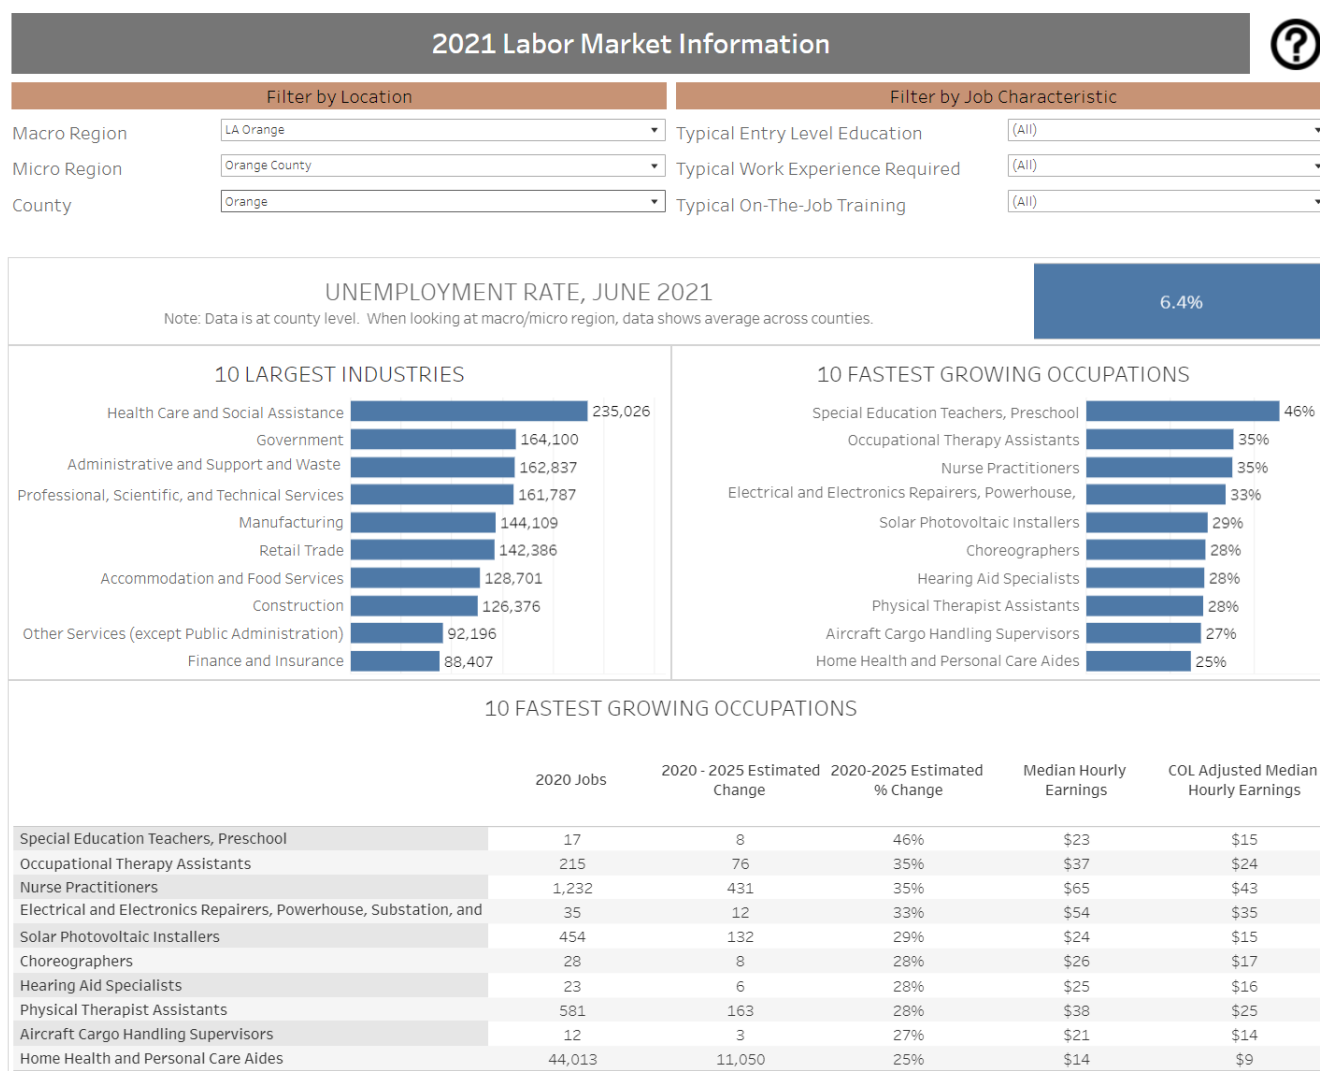 2021 Labor Market Information
?
Filter by Location
Filter by Job Characteristic
Macro Region
LA Orange
Typical Entry Level Education
(All)
Micro Region
Orange County
Typical Work Experience Required
(All)
County
Orange
Typical On-The-Job Training
(All)
UNEMPLOYMENT RATE, JUNE 2021
Note: Data is at county level. When looking at macro/micro region, data shows average across counties.
6.4%
10 LARGEST INDUSTRIES
Health Care and Social Assistance 235,026
Government 164,100
Administrative and Support and Waste 162,837
Professional, Scientific, and Technical Services 161,787
Manufacturing 144,109
Retail Trade 142,386
Accommodation and Food Services 128,701
Construction 126,376
Other Services (except Public Administration) 92,196
Finance and Insurance 88,407
10 FASTEST GROWING OCCUPATIONS
Special Education Teachers, Preschool 46%
Occupational Therapy Assistants 35%
Nurse Practitioners 35%
Electrical and Electronics Repairers, Powerhouse, 33%
Solar Photovoltaic Installers 29%
Choreographers 28%
Hearing Aid Specialists 28%
Physical Therapist Assistants 28%
Aircraft Cargo Handling Supervisors 27%
Home Health and Personal Care Aides 25%
10 FASTEST GROWING OCCUPATIONS
2020 Jobs
2020 - 2025 Estimated
Change
2020-2025 Estimated
% Change
Median Hourly
Earnings
COL Adjusted Median
Hourly Earnings
Special Education Teachers, Preschool 17 8 46% $23 $15
Occupational Therapy Assistants 215 76 35% $37 $24
Nurse Practitioners 1,232 431 35% $65 $43
Electrical and Electronics Repairers, Powerhouse, Substation, and 35 12 33% $54 $35
Solar Photovoltaic Installers 454 132 29% $24 $15
Choreographers 28 8 28% $26 $17
Hearing Aid Specialists 23 6 28% $25 $16
Physical Therapist Assistants 581 163 28% $38 $25
Aircraft Cargo Handling Supervisors 12 3 27% $21 $14
Home Health and Personal Care Aides 44,013 11,050 25% $14 $9